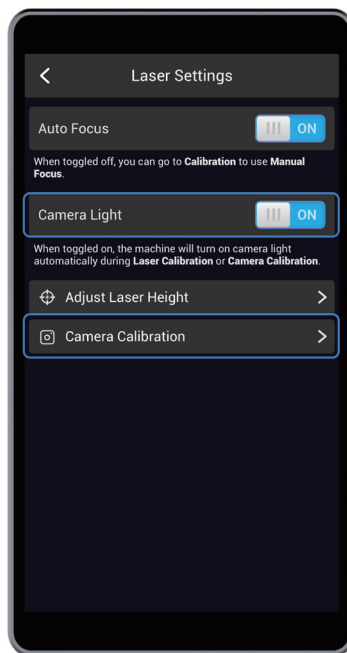 Laser Settings
Auto Focus
ON
When toggled off, you can go to Calibration to use Manual
Focus.
Camera Light
ON
When toggled on, the machine will turn on camera light
automatically during Laser Calibration or Camera Calibration.
Adjust Laser Height
Camera Calibration